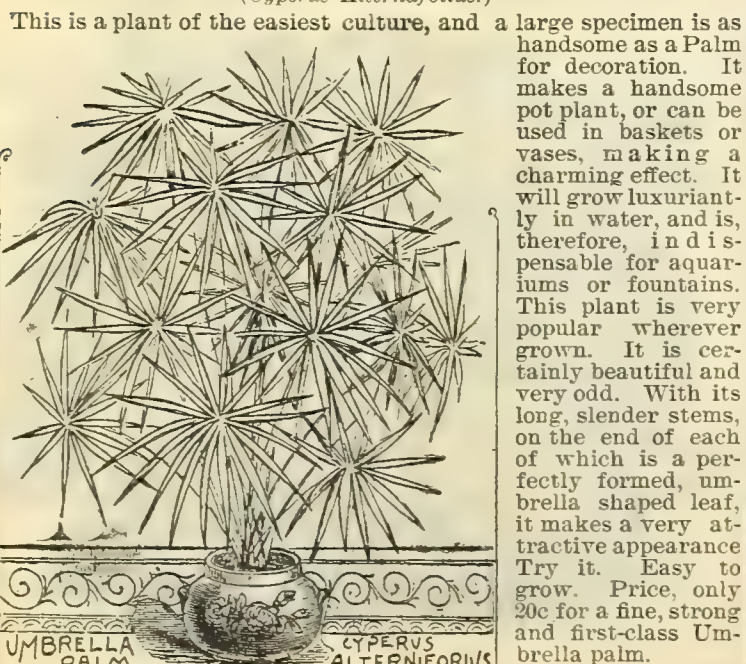 (Cyperus Alternifolius.)
This is a plant of the easiest culture, and a large specimen is as
handsome as a Palm
for decoration. It
makes a handsome
pot plant, or can be
used in baskets or
vases, making a
charming effect. It
will grow luxuriant-
ly in water, and is,
therefore, indis-
pensable for aquar-
iums or fountains.
This plant is very
popular wherever
grown. It is cer-
tainly beautiful and
very odd. With its
long, slender stems,
on the end of each
of which is a per-
fectly formed, um-
brella shaped leaf,
it makes a very at-
tractive appearance
Try it. Easy to
grow. Price, only
20c for a fine, strong
and first-class Um-
brella palm.
UMBRELLA
PALM
CYPERUS
ALTERNIFORIUS